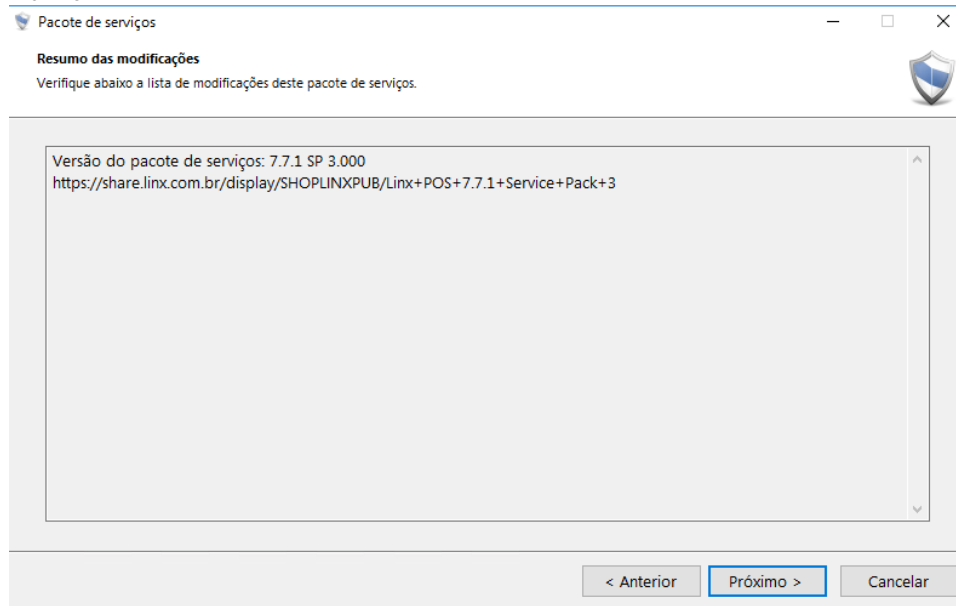 Pacote de serviços
Resumo das modificações
Verifique abaixo a lista de modificações deste pacote de serviços.
Versão do pacote de serviços: 7.7.1 SP 3.000
https://share.linx.com.br/display/SHOPLINXPUB/Linx+POS+7.7.1+Service+Pack+3
< Anterior
Próximo >
Cancelar